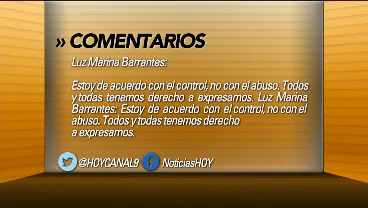 » COMENTARIOS
Luz Marina Barrantes:
Estoy de acuerdo con el control, no con el abuso. Todos
y todas tenemos derecho a expresarnos. Luz Marina
Barrantes: Estoy de acuerdo con el control, no con el
abuso. Todos y todas tenemos derecho
a expresarnos.
@HOYCANAL9 NoticiasHOY